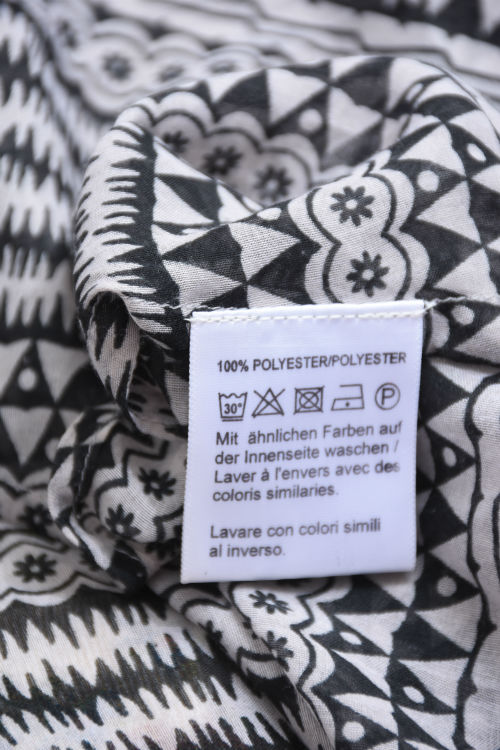 100% POLYESTER/POLYESTER
30° P
Mit ähnlichen Farben auf
der Innenseite waschen /
Laver à l'envers avec des
coloris similaries.
Lavare con colori simili
al inverso.